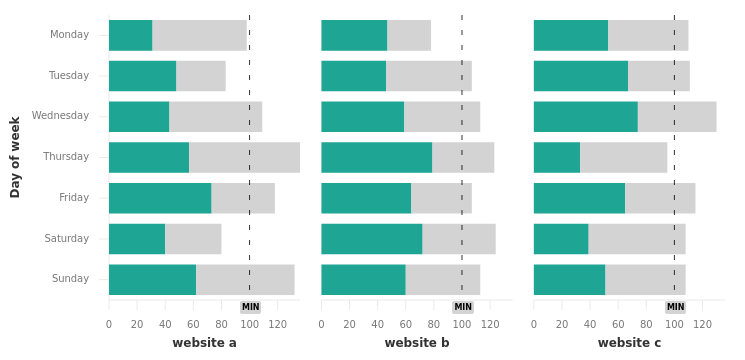 Day of week
Monday
Tuesday
Wednesday
Thursday
Friday
Saturday
Sunday
MIN MIN MIN
0 20 40 60 80 100 120 0 20 40 60 80 100 120 0 20 40 60 80 100 120
website a website b website c